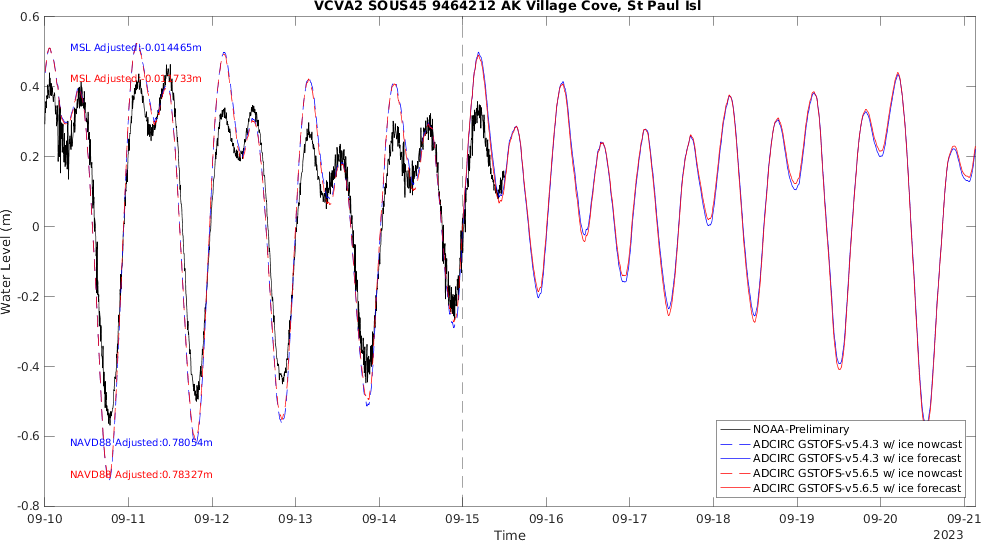 VCVA2 SOUS45 9464212 AK Village Cove, St Paul Isl
0.6
0.4
0.2
0
-0.2
-0.4
-0.6
-0.8
Water Level (m)
MSL Adjusted:-0.014465m
MSL
NAVD88 Adjusted:0.78054m
NAVD88 Adjusted:0.78327m
NOAA-Preliminary
ADCIRC GSTOFS-v5.4.3 w/ ice nowcast
ADCIRC GSTOFS-v5.4.3 w/ ice forecast
ADCIRC GSTOFS-v5.6.5 w/ ice nowcast
ADCIRC GSTOFS-v5.6.5 w/ ice forecast
09-10 09-11 09-12 09-13 09-14 09-15 09-16 09-17 09-18 09-19 09-20 09-21
Time
2023